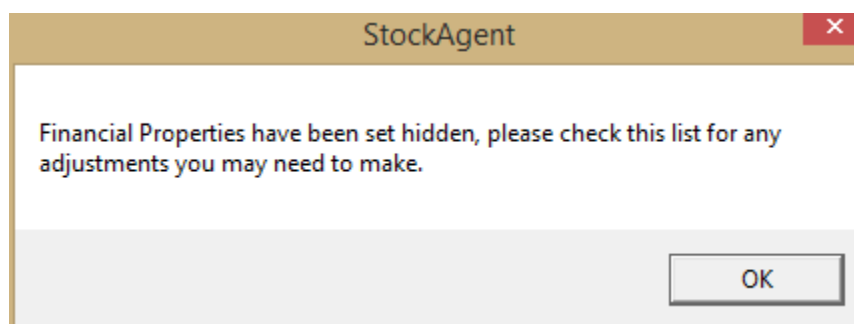 StockAgent
Financial Properties have been set hidden, please check this list for any
adjustments you may need to make.
OK